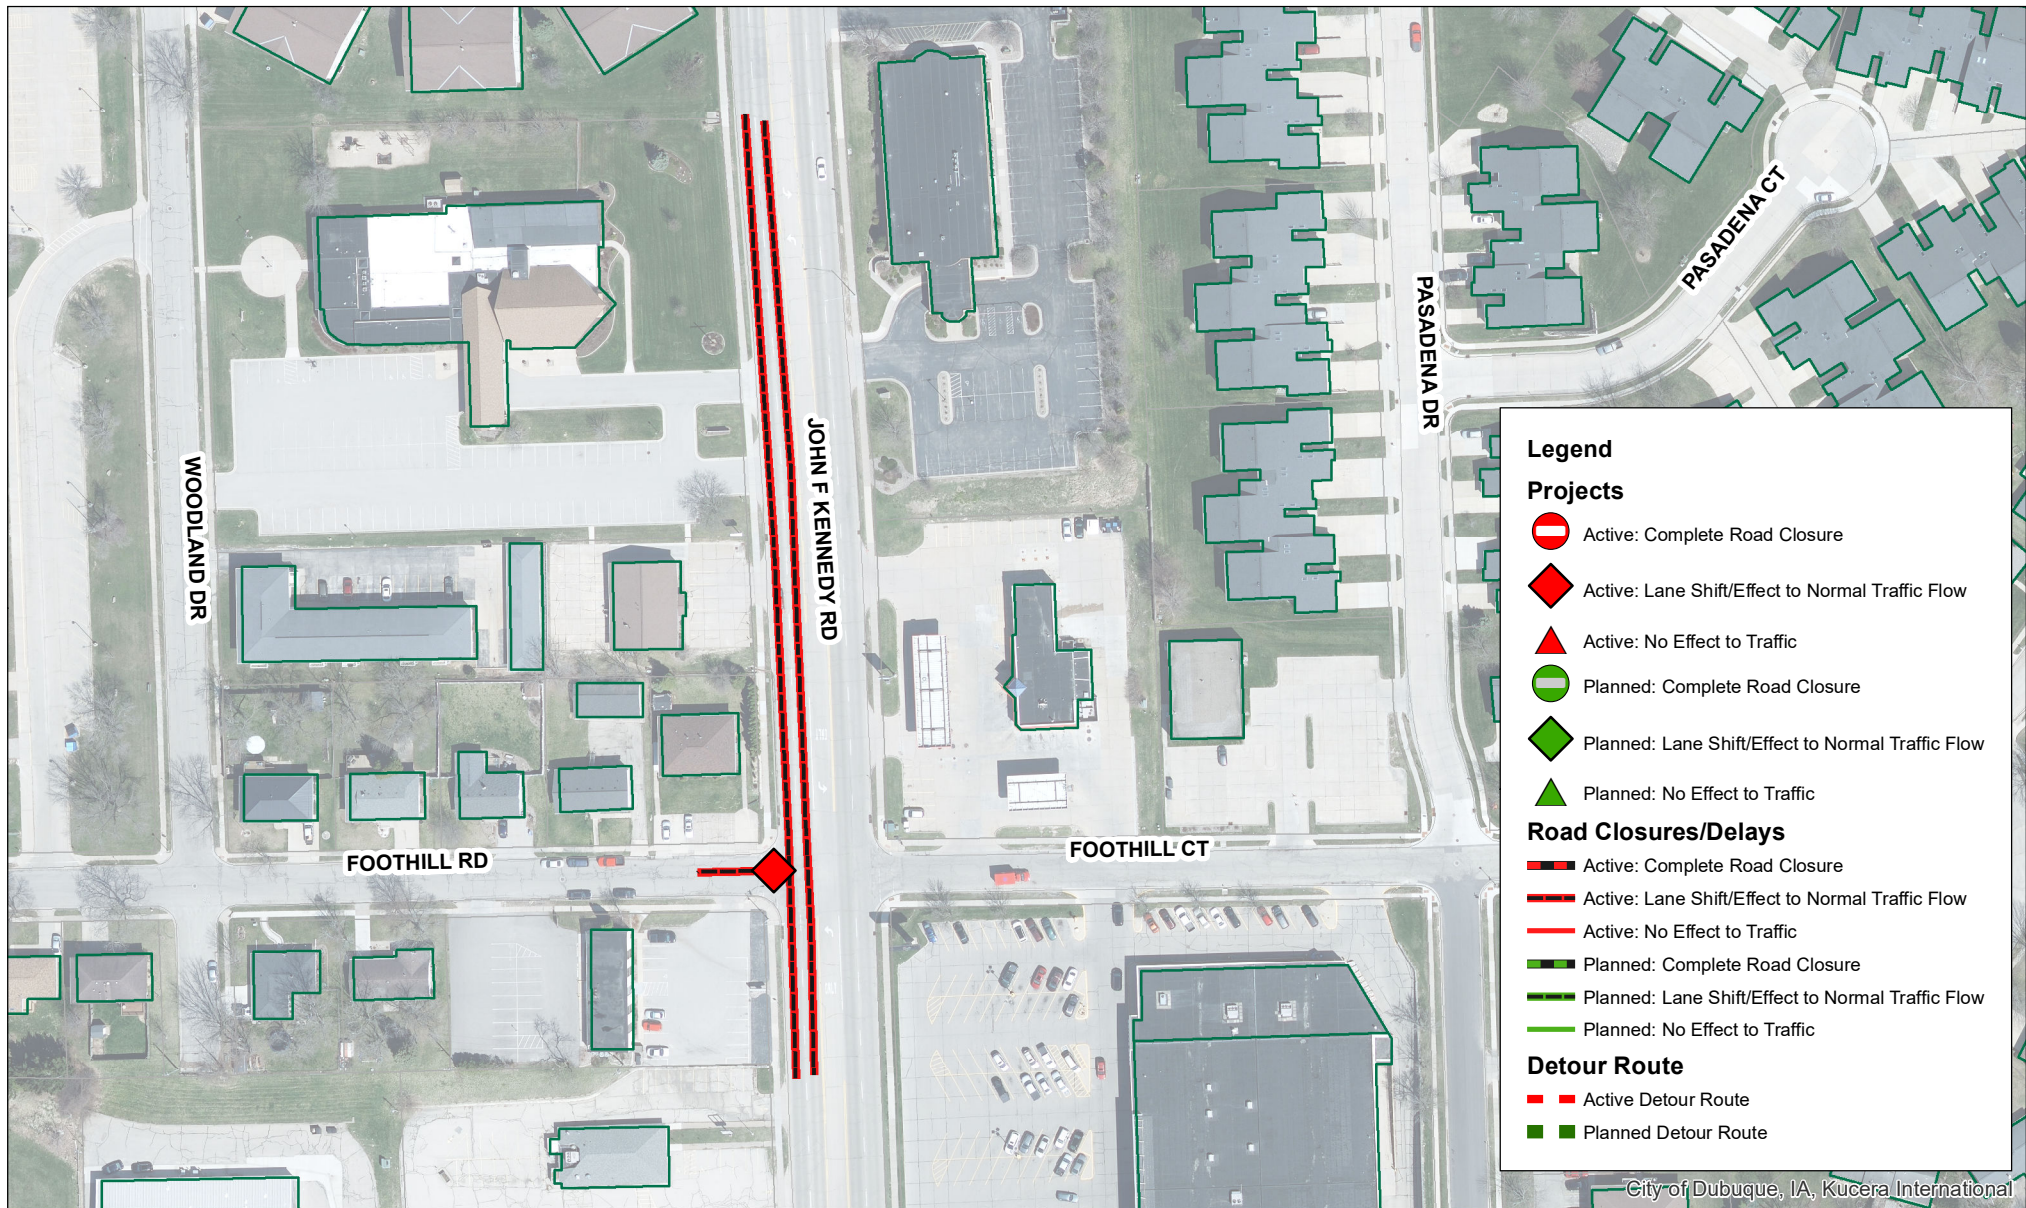 PASADENA CT
PASADENA DR
JOHN F KENNEDY RD
WOODLAND DR
FOOTHILL RD
FOOTHILL CT
Legend
Projects
Active: Complete Road Closure
Active: Lane Shift/Effect to Normal Traffic Flow
Active: No Effect to Traffic
Planned: Complete Road Closure
Planned: Lane Shift/Effect to Normal Traffic Flow
Planned: No Effect to Traffic
Road Closures/Delays
Active: Complete Road Closure
Active: Lane Shift/Effect to Normal Traffic Flow
Active: No Effect to Traffic
Planned: Complete Road Closure
Planned: Lane Shift/Effect to Normal Traffic Flow
Planned: No Effect to Traffic
Detour Route
Active Detour Route
Planned Detour Route
City of Dubuque, IA, Kucera International